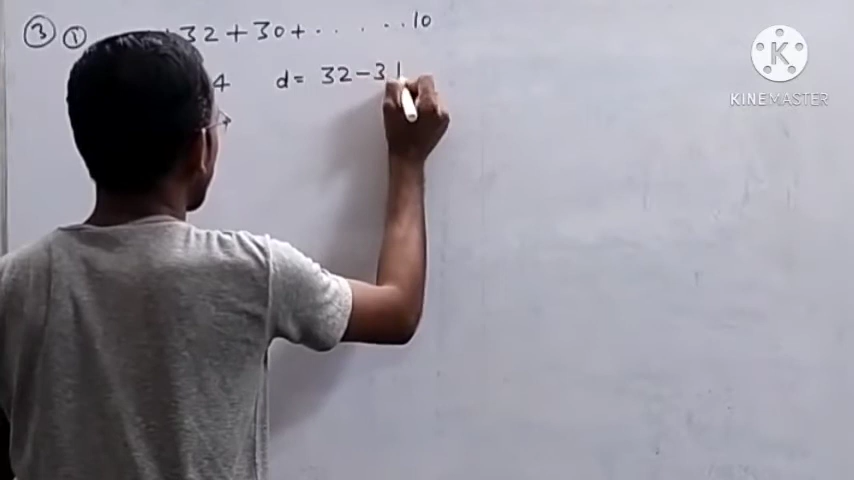 ③ ① +32+30+......10
4 d= 32-3
K
KINEMASTER